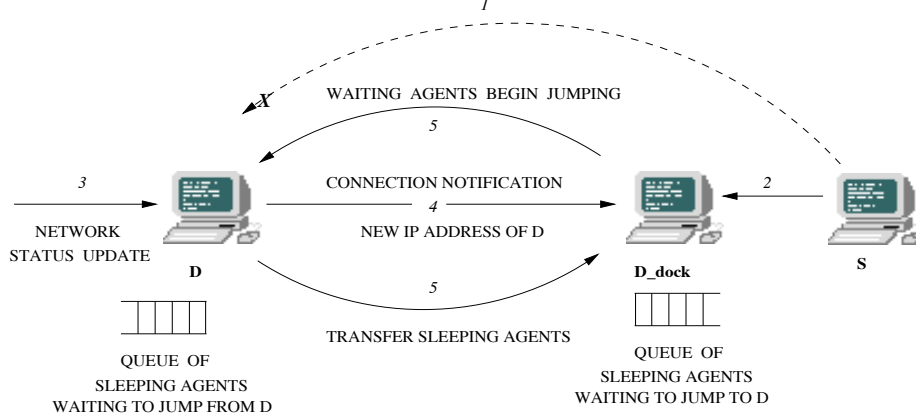 1
X
WAITING AGENTS BEGIN JUMPING
5
3
CONNECTION NOTIFICATION
2
4
NETWORK
STATUS UPDATE
NEW IP ADDRESS OF D
D
D_dock
S
5
TRANSFER SLEEPING AGENTS
QUEUE OF
SLEEPING AGENTS
WAITING TO JUMP FROM D
QUEUE OF
SLEEPING AGENTS
WAITING TO JUMP TO D